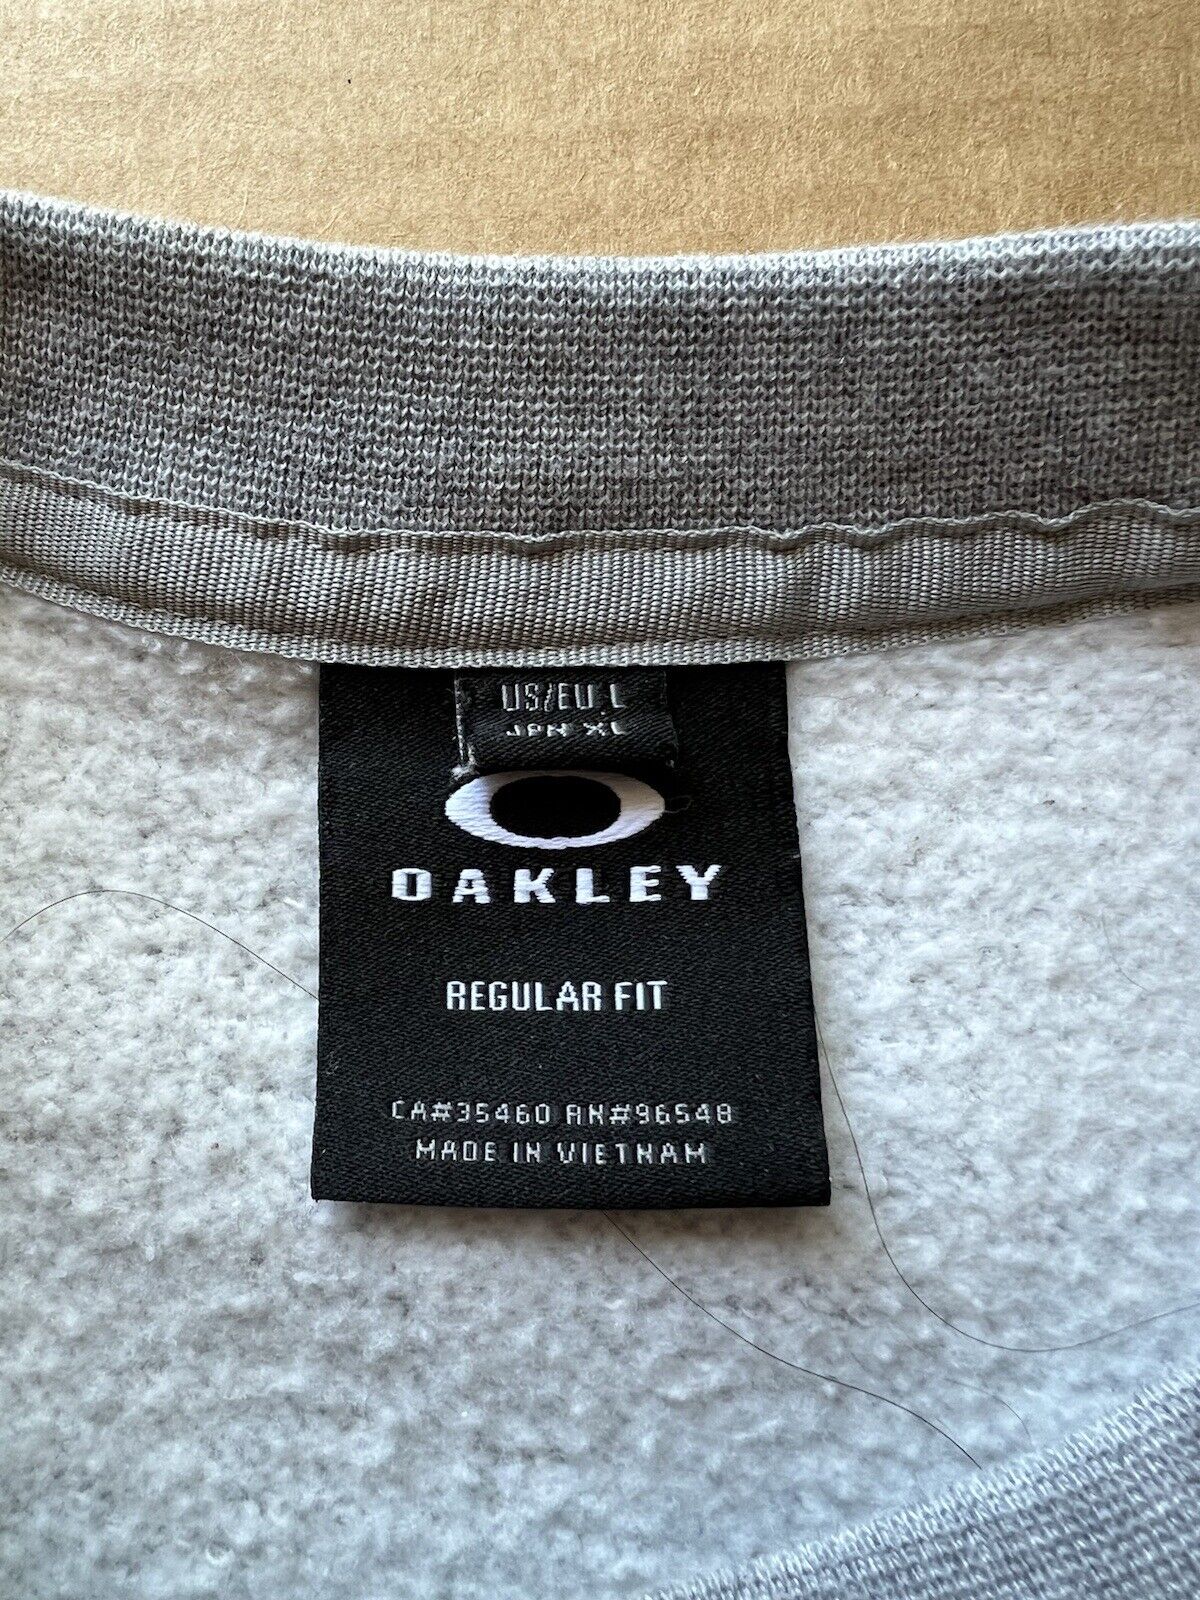 US/EU L
JPN XL
OAKLEY
REGULAR FIT
CA#35460 RN#96548
MADE IN VIETNAM